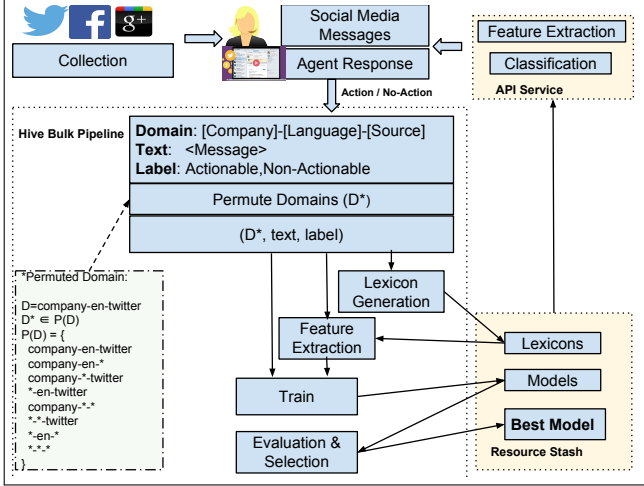 f
g+
Collection
Social Media
Messages
Agent Response
Feature Extraction
Classification
API Service
Action / No-Action
Hive Bulk Pipeline
Domain: [Company]-[Language]-[Source]
Text: <Message>
Label: Actionable,Non-Actionable
Permute Domains (D*)
(D*, text, label)
*Permuted Domain:
D=company-en-twitter
D* ∈ P(D)
P(D) = {
company-en-twitter
company-en-*
company-*-twitter
*-en-twitter
company-*-*
*-*-twitter
*-en-*
*-*-*
}
Lexicon
Generation
Feature
Extraction
Train
Evaluation &
Selection
Lexicons
Models
Best Model
Resource Stash